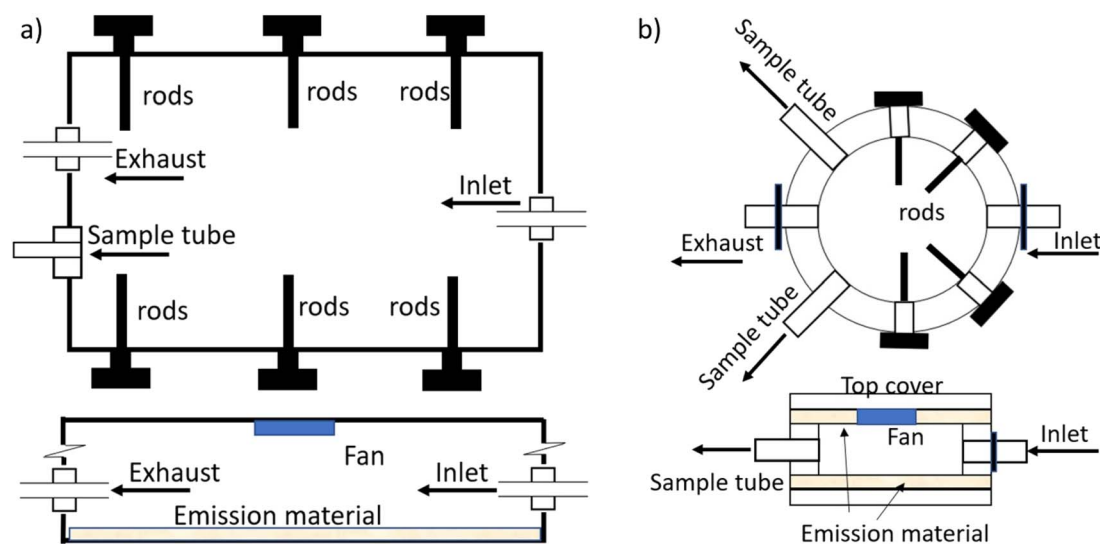 a)
rods
rods
rods
Exhaust
Inlet
Sample tube
rods
rods
rods
Fan
Exhaust
Inlet
Emission material
b)
Sample tube
rods
Exhaust
Inlet
Sample tube
Top cover
Fan
Inlet
Sample tube
Emission material